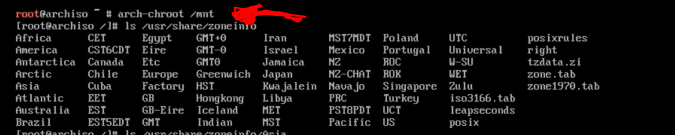 root@archiso ~ # arch-chroot /mnt
[root@archiso /]# ls /usr/share/zoneinfo
Africa CET Egypt GMT+0 Iran MST7MDT Poland UTC posixrules
America CST6CDT Eire GMT-0 Israel Mexico Portugal Universal right
Antarctica Canada Etc GMT0 Jamaica NZ ROC W-SU tzdata.zi
Arctic Chile Europe Greenwich Japan NZ-CHAT ROK WET zone.tab
Asia Cuba Factory HST Kwajalein Navajo Singapore Zulu zone1970.tab
Atlantic EET GB Hongkong Libya PRC Turkey iso3166.tab
Australia EST GB-Eire Iceland MET PST8PDT UCT leapseconds
Brazil EST5EDT GMT Indian MST Pacific US posix
[root@archiso /]# ls /usr/share/zoneinfo/Asia